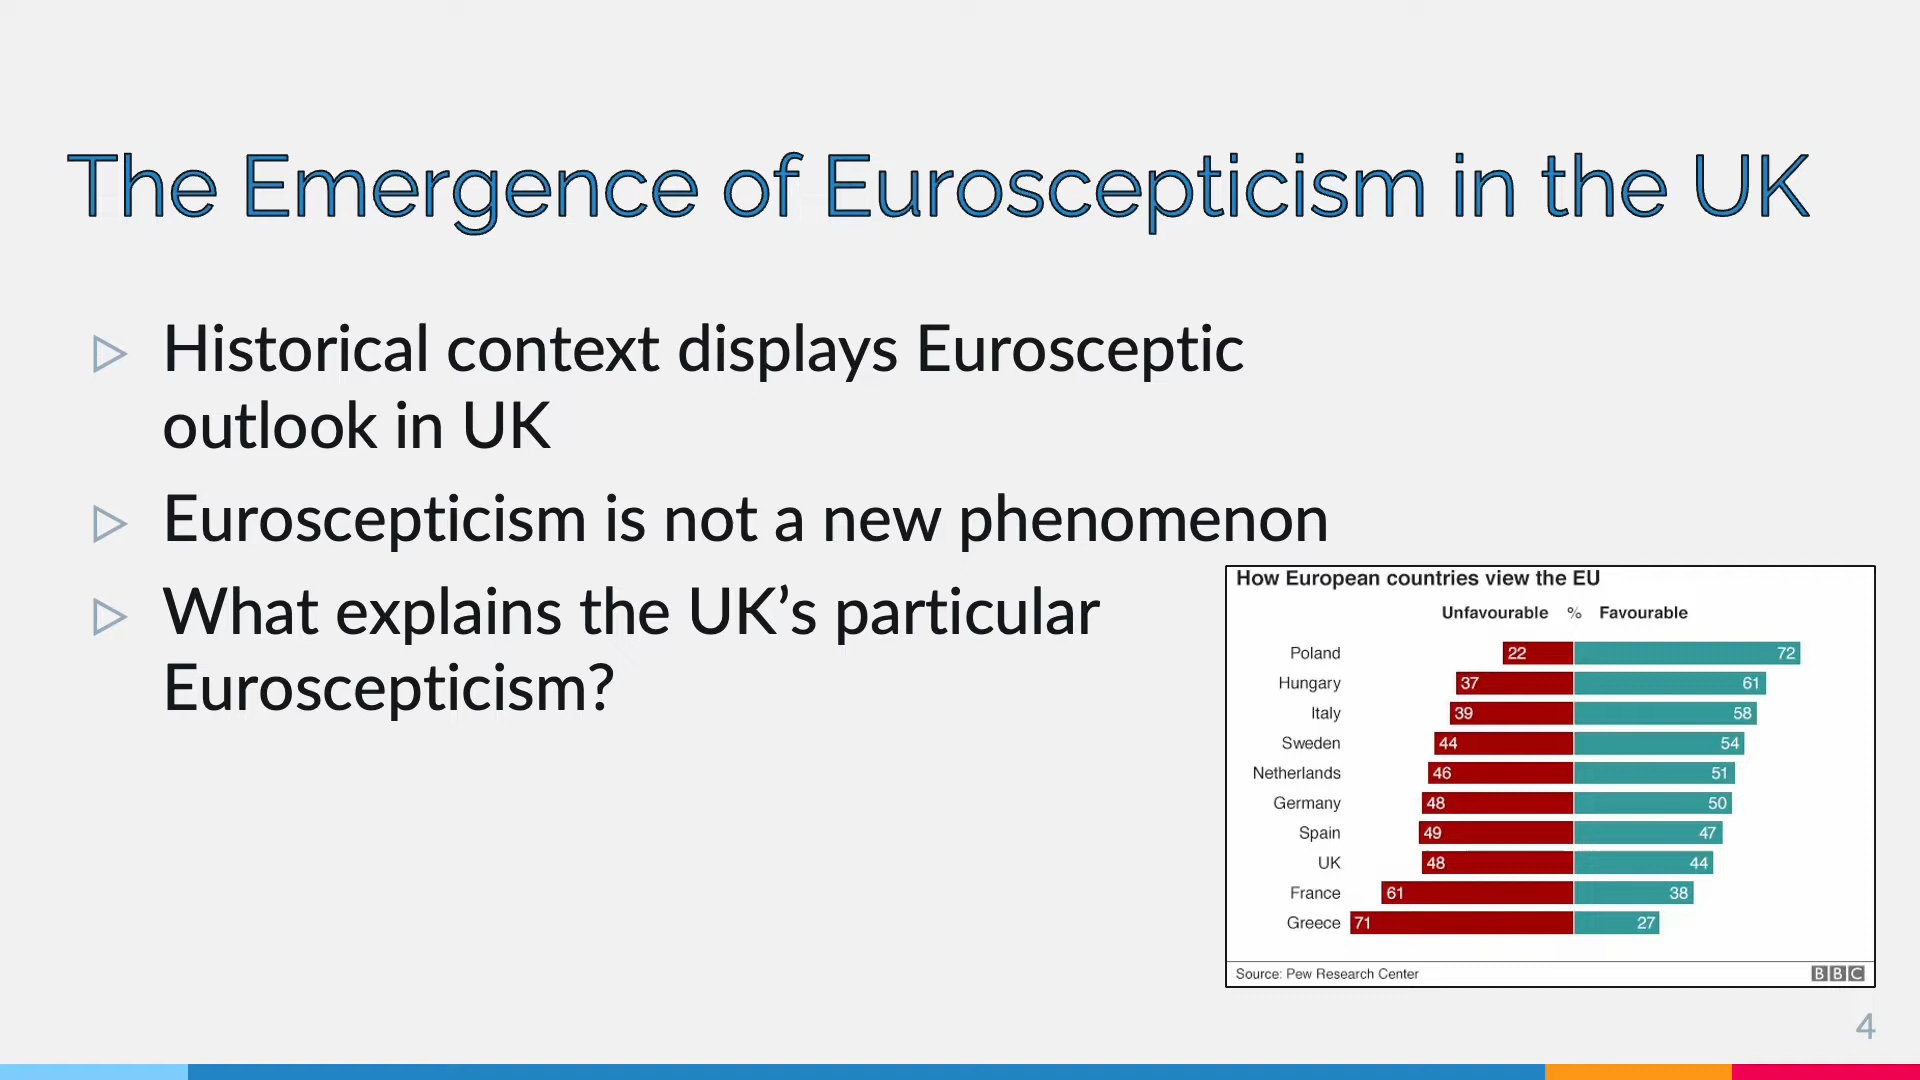 The Emergence of Euroscepticism in the UK
▷ Historical context displays Eurosceptic
outlook in UK
▷ Euroscepticism is not a new phenomenon
▷ What explains the UK’s particular
Euroscepticism?
How European countries view the EU
Unfavourable % Favourable
Poland 22 72
Hungary 37 61
Italy 39 58
Sweden 44 54
Netherlands 46 51
Germany 48 50
Spain 49 47
UK 48 44
France 61 38
Greece 71 27
Source: Pew Research Center BBC
4